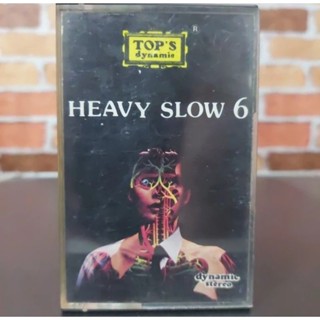 TOP'S
dynamic
HEAVY SLOW 6
dynamic
stereo